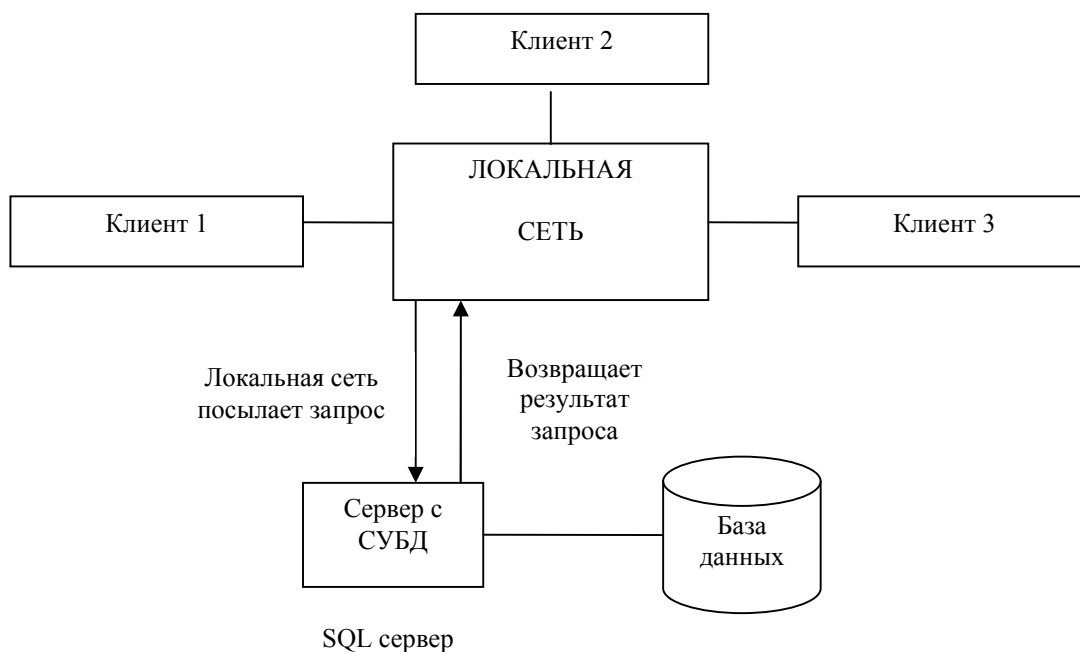 Клиент 2
ЛОКАЛЬНАЯ
СЕТЬ
Клиент 1
Клиент 3
Локальная сеть
посылает запрос
Возвращает
результат
запроса
Сервер с
СУБД
База
данных
SQL сервер